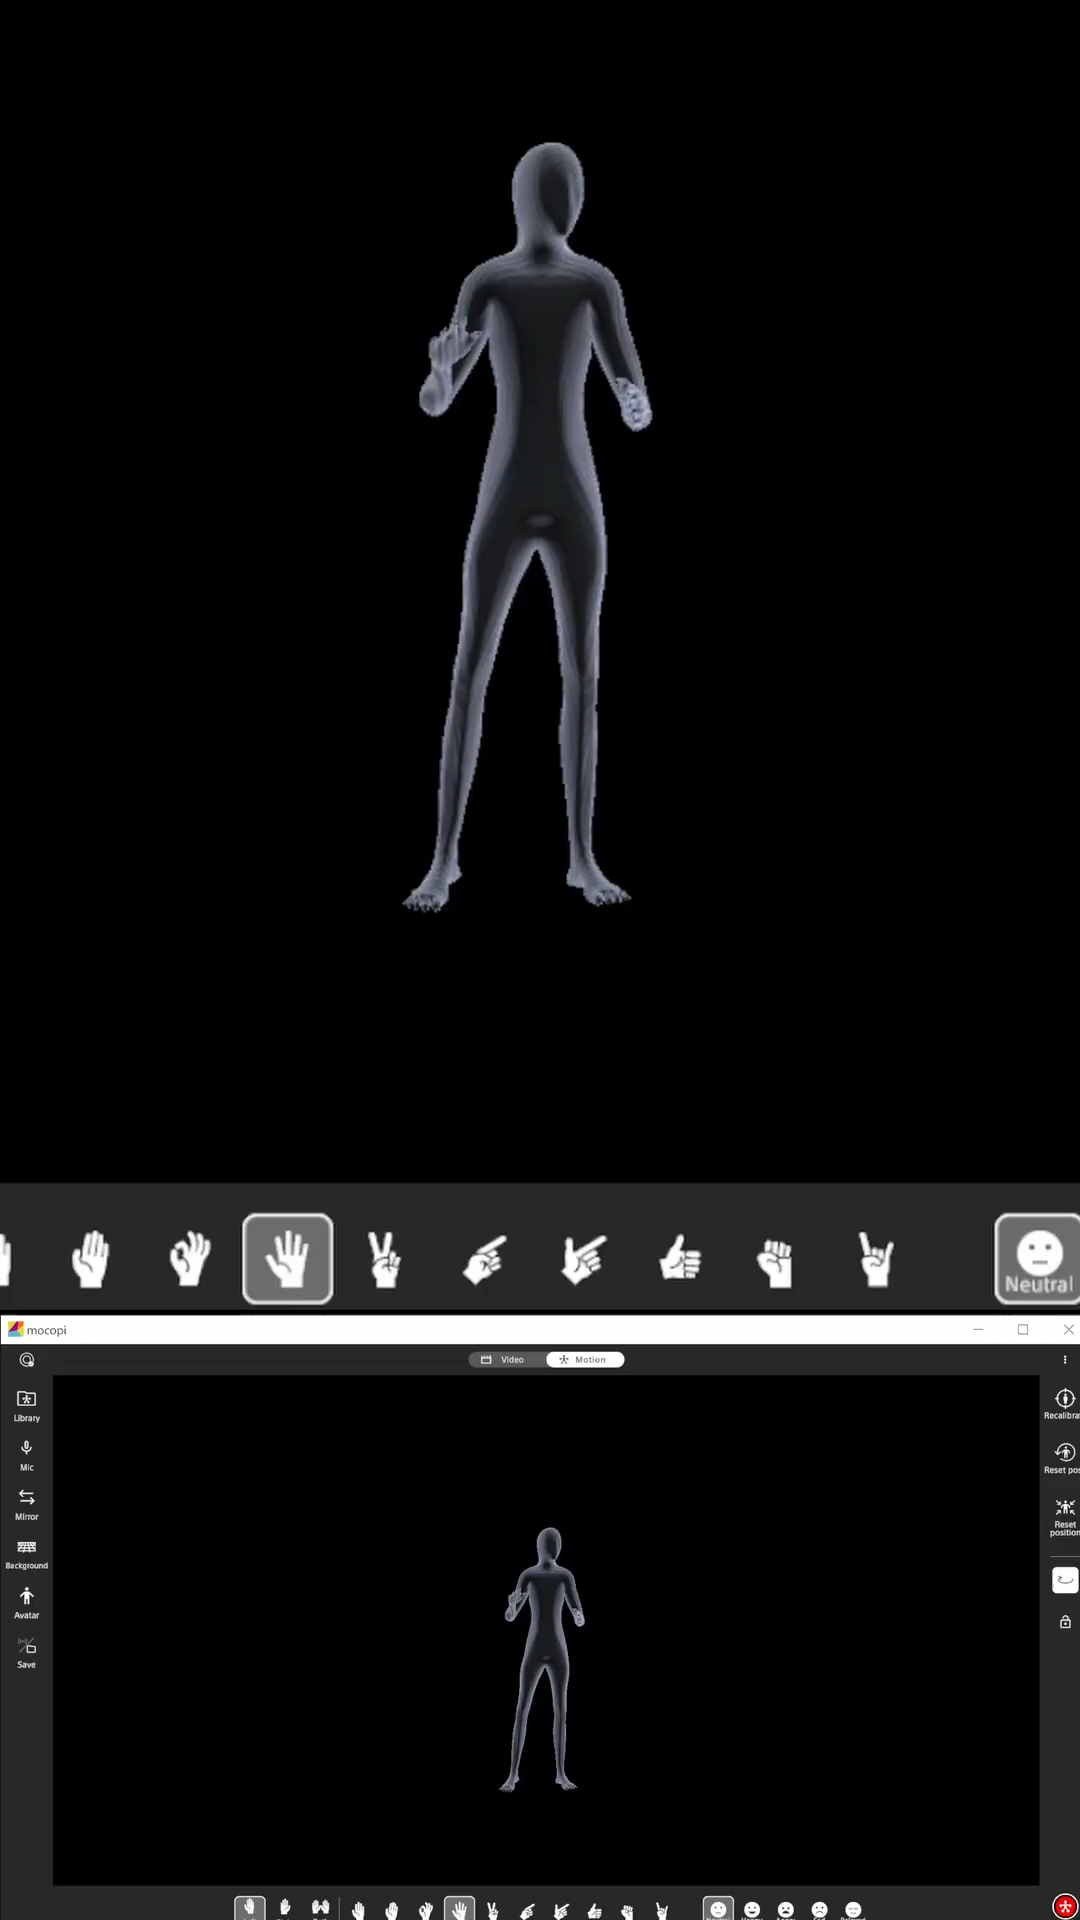 Neutral
mocopi
Video
Motion
Library
Mic
Mirror
Background
Avatar
Save
Reset
position